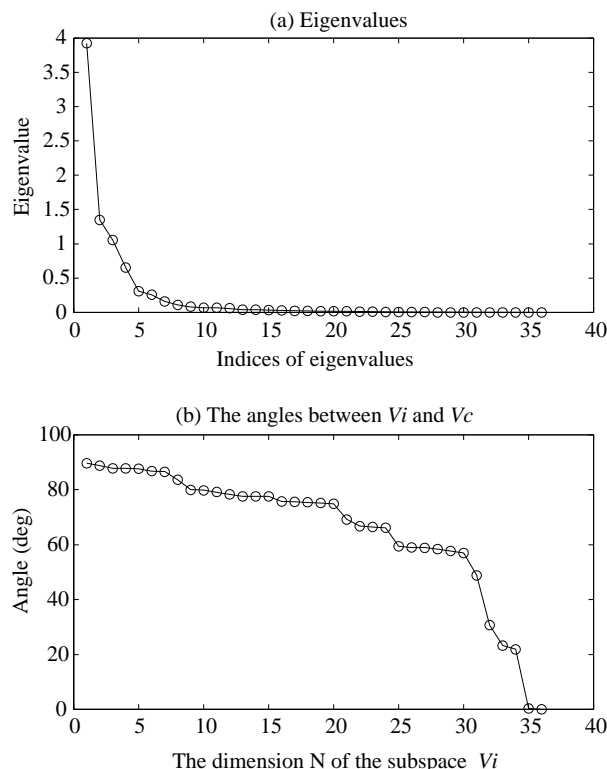 (a) Eigenvalues
4
3.5
3
2.5
2
1.5
1
0.5
0
Eigenvalue
0 5 10 15 20 25 30 35 40
Indices of eigenvalues
(b) The angles between Vi and Vc
100
80
60
40
20
0
Angle (deg)
0 5 10 15 20 25 30 35 40
The dimension N of the subspace Vi